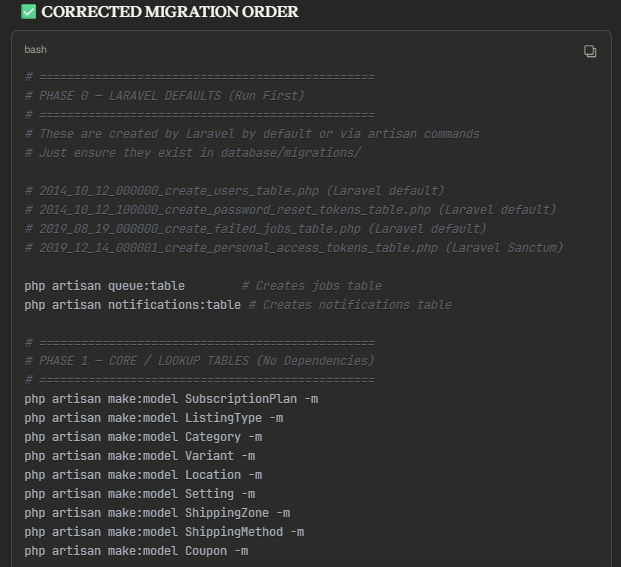 ✅ CORRECTED MIGRATION ORDER
bash
# ================================================
# PHASE 0 — LARAVEL DEFAULTS (Run First)
# ================================================
# These are created by Laravel by default or via artisan commands
# Just ensure they exist in database/migrations/
# 2014_10_12_000000_create_users_table.php (Laravel default)
# 2014_10_12_100000_create_password_reset_tokens_table.php (Laravel default)
# 2019_08_19_000000_create_failed_jobs_table.php (Laravel default)
# 2019_12_14_000001_create_personal_access_tokens_table.php (Laravel Sanctum)
php artisan queue:table        # Creates jobs table
php artisan notifications:table # Creates notifications table
# ================================================
# PHASE 1 — CORE / LOOKUP TABLES (No Dependencies)
# ================================================
php artisan make:model SubscriptionPlan -m
php artisan make:model ListingType -m
php artisan make:model Category -m
php artisan make:model Variant -m
php artisan make:model Location -m
php artisan make:model Setting -m
php artisan make:model ShippingZone -m
php artisan make:model ShippingMethod -m
php artisan make:model Coupon -m